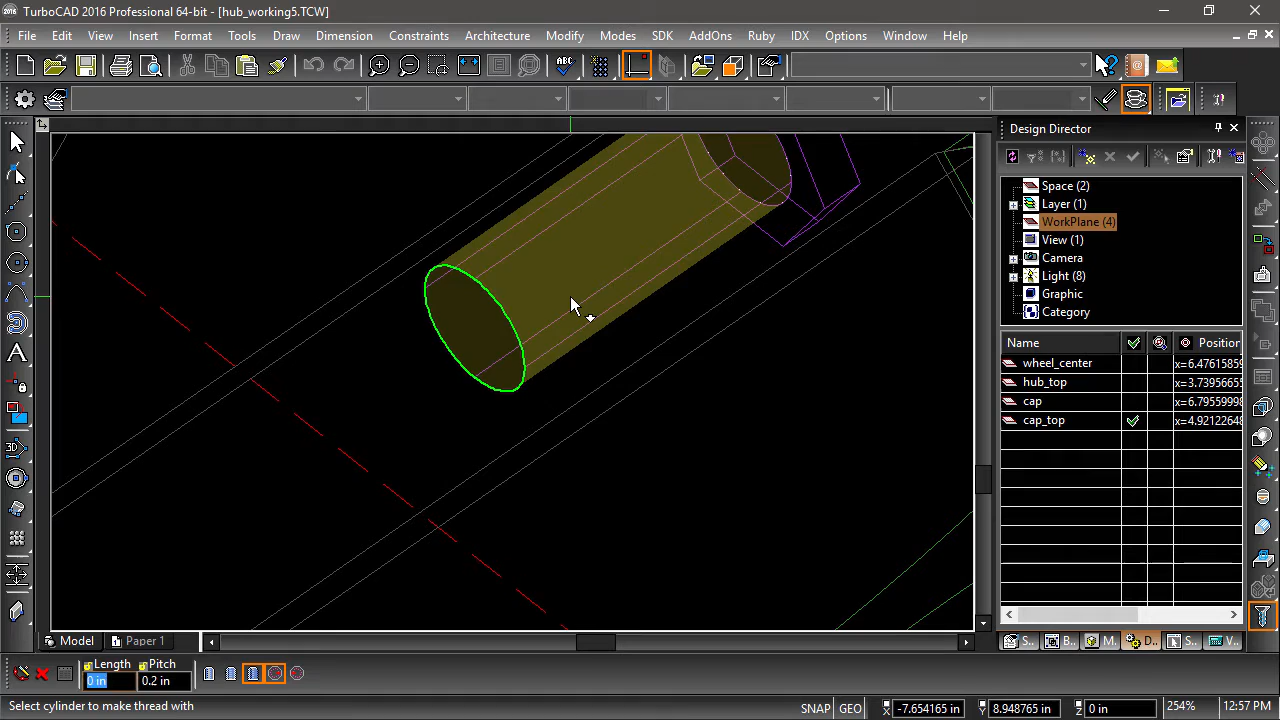 TurboCAD 2016 Professional 64-bit - [hub_working5.TCW]
File Edit View Insert Format Tools Draw Dimension Constraints Architecture Modify Modes SDK AddOns Ruby IDX Options Window Help
ABC
Design Director
Space (2)
Layer (1)
WorkPlane (4)
View (1)
Camera
Light (8)
Graphic
Category
Name Position
wheel_center x=6.47615859
hub_top x=3.73956655
cap x=6.79559998
cap_top x=4.92122648
Model Paper 1
S... B... M... D... S... V...
Length Pitch
0 in 0.2 in
Select cylinder to make thread with SNAP GEO X -7.654165 in Y 8.948765 in Z 0 in 254% 12:57 PM